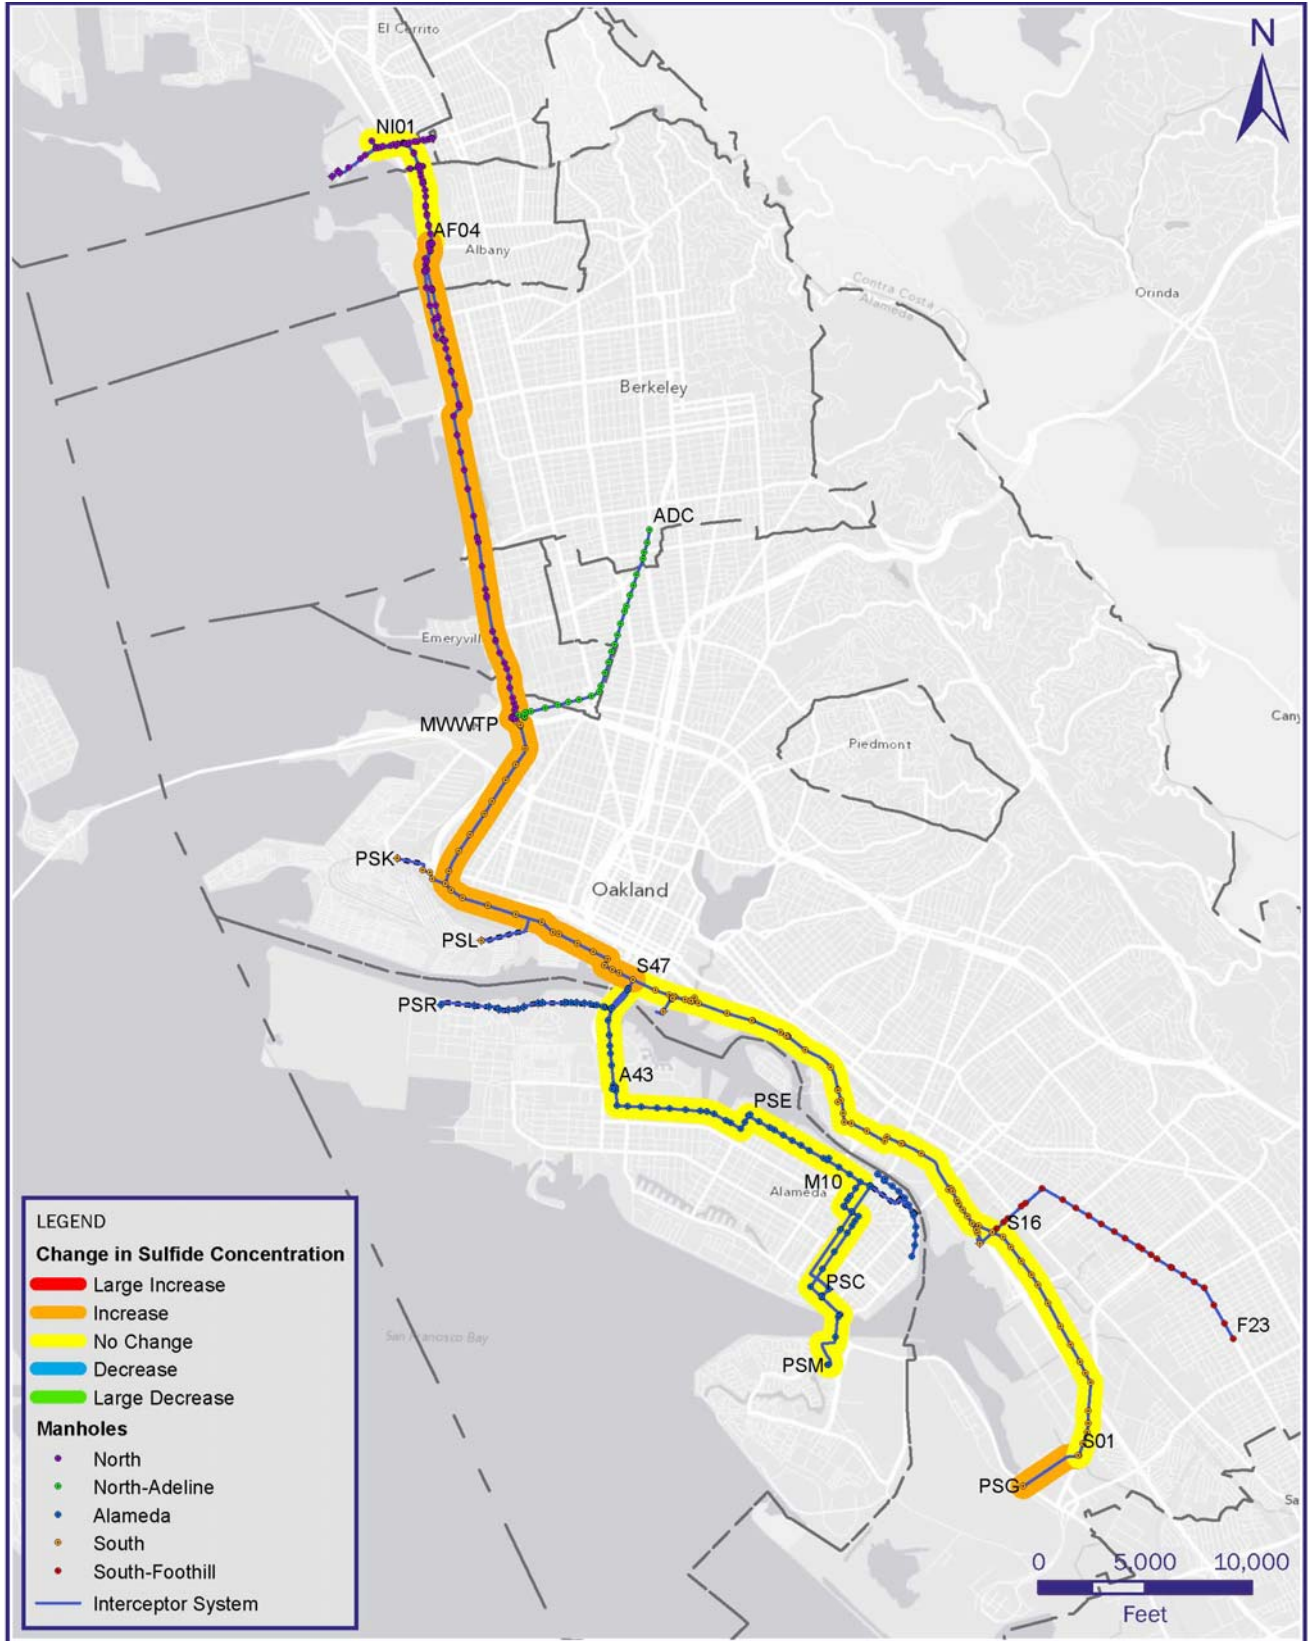 El Cerrito
N
NI01
AF04
Albany
Contra Costa
Alameda
Orinda
Berkeley
ADC
Emeryvill
MWWTP
Cany
Piedmont
PSK
Oakland
PSL
S47
PSR
A43
PSE
M10
Alameda
S16
PSC
F23
San Francisco Bay
PSM
S01
PSG
Sa
LEGEND
Change in Sulfide Concentration
Large Increase
Increase
No Change
Decrease
Large Decrease
Manholes
North
North-Adeline
Alameda
South
South-Foothill
Interceptor System
0 5,000 10,000
Feet